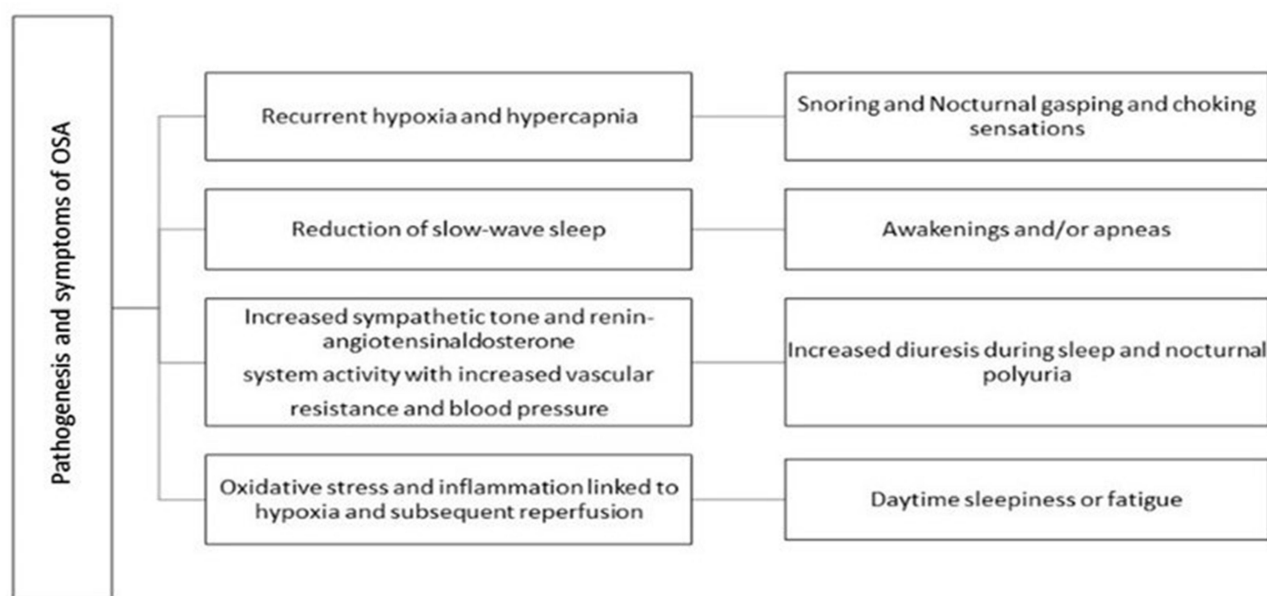 Pathogenesis and symptoms of OSA
Recurrent hypoxia and hypercapnia
Snoring and Nocturnal gasping and choking
sensations
Reduction of slow-wave sleep
Awakenings and/or apneas
Increased sympathetic tone and renin-
angiotensinaldosterone
system activity with increased vascular
resistance and blood pressure
Increased diuresis during sleep and nocturnal
polyuria
Oxidative stress and inflammation linked to
hypoxia and subsequent reperfusion
Daytime sleepiness or fatigue